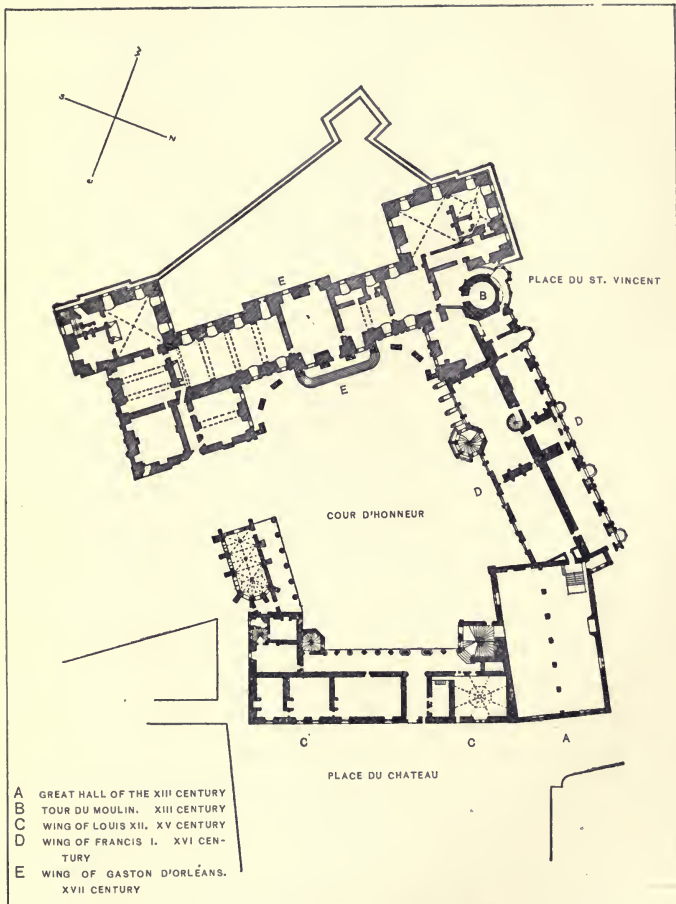 W
S
N
E
E
B
PLACE DU ST. VINCENT
E
D
D
COUR D'HONNEUR
C
C
A
PLACE DU CHATEAU
A GREAT HALL OF THE XIII CENTURY
B TOUR DU MOULIN. XIII CENTURY
C WING OF LOUIS XII. XV CENTURY
D WING OF FRANCIS I. XVI CEN-
TURY
E WING OF GASTON D'ORLÉANS.
XVII CENTURY